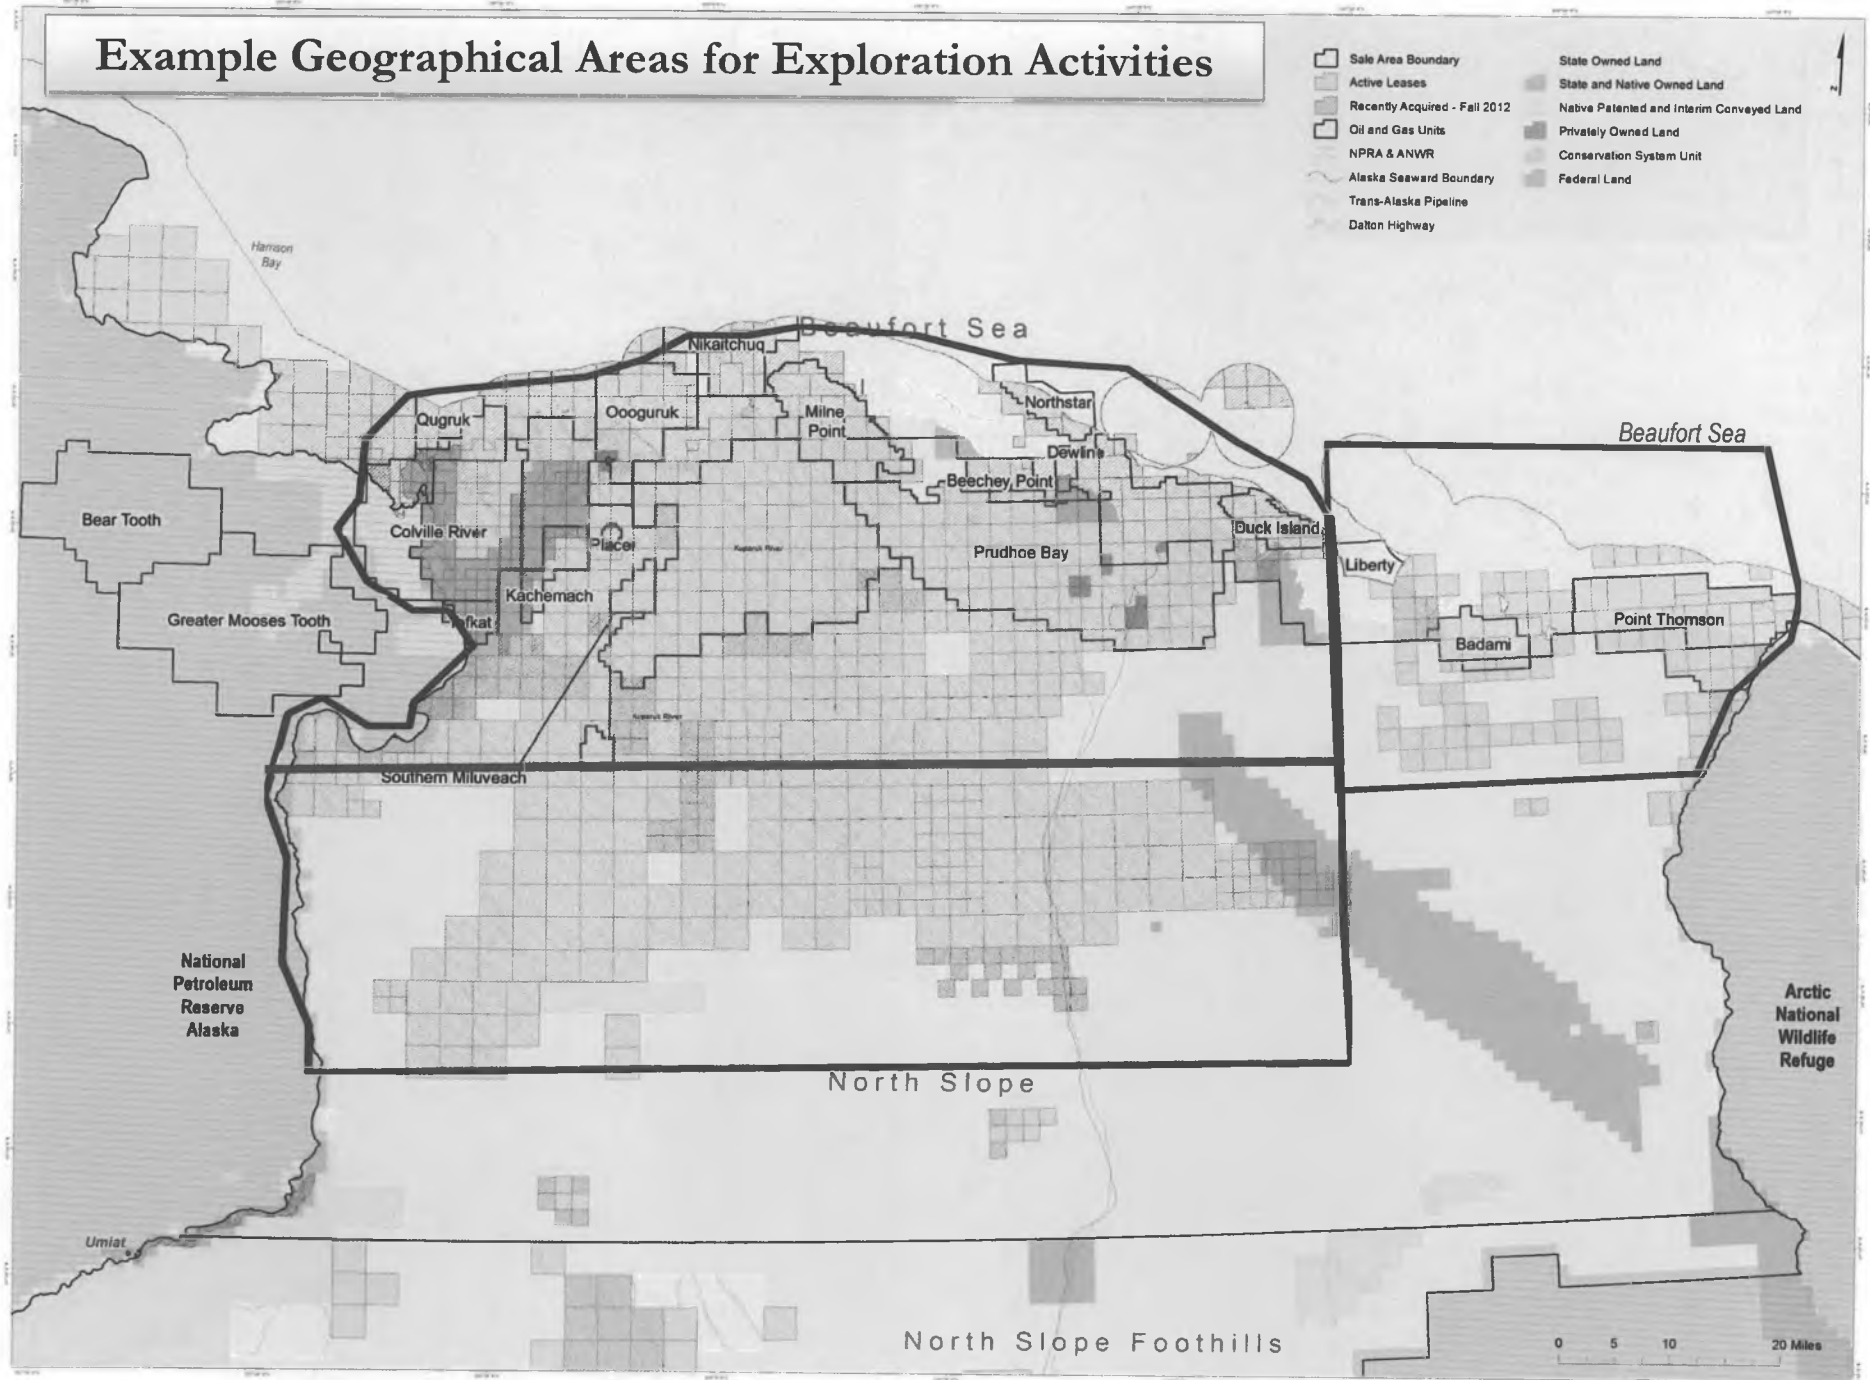 Example Geographical Areas for Exploration Activities
Sale Area Boundary
Active Leases
Recently Acquired - Fall 2012
Oil and Gas Units
NPRA & ANWR
Alaska Seaward Boundary
Trans-Alaska Pipeline
Dalton Highway
State Owned Land
State and Native Owned Land
Native Patented and Interim Conveyed Land
Privately Owned Land
Conservation System Unit
Federal Land
N
Harrison
Bay
Beaufort Sea
Nikaitchuq
Qugruk
Oooguruk
Milne
Point
Northstar
Beaufort Sea
Dewline
Beechey Point
Bear Tooth
Colville River
Placer
Kuparuk River
Prudhoe Bay
Duck Island
Liberty
Kachemach
Greater Mooses Tooth
Tofkat
Point Thomson
Badami
Kuparuk River
Southern Miluveach
National
Petroleum
Reserve
Alaska
Arctic
National
Wildlife
Refuge
North Slope
Umiat
North Slope Foothills
0 5 10 20 Miles